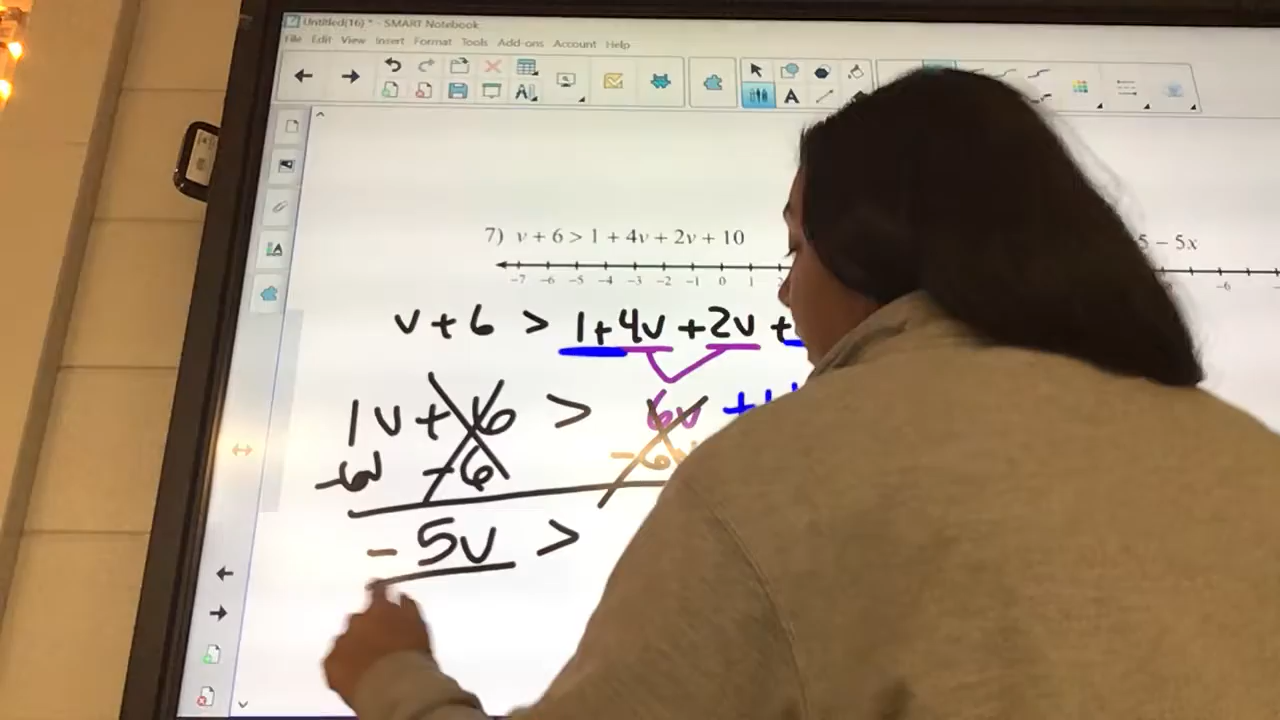 Untitled(16) * - SMART Notebook
File Edit View Insert Format Tools Add-ons Account Help
7) v + 6 > 1 + 4v + 2v + 10
5 − 5x
-7 -6 -5 -4 -3 -2 -1 0 1
-6
v + 6 > 1 + 4v + 2v +
1v + 6 > 6v + 1
-6v -6 -6
- 5v >